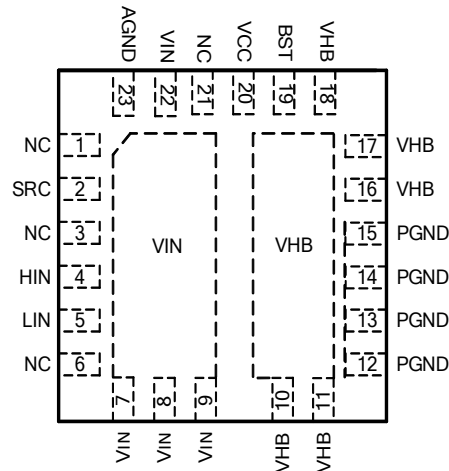 AGND VIN NC VCC BST VHB
23 22 21 20 19 18
NC 1
SRC 2
NC 3
HIN 4
LIN 5
NC 6
VIN
VHB
17 VHB
16 VHB
15 PGND
14 PGND
13 PGND
12 PGND
7 8 9 10 11
VIN VIN VIN VHB VHB